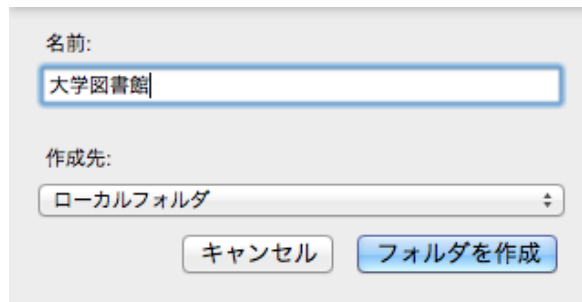 名前:
大学図書館
作成先:
ローカルフォルダ
キャンセル フォルダを作成